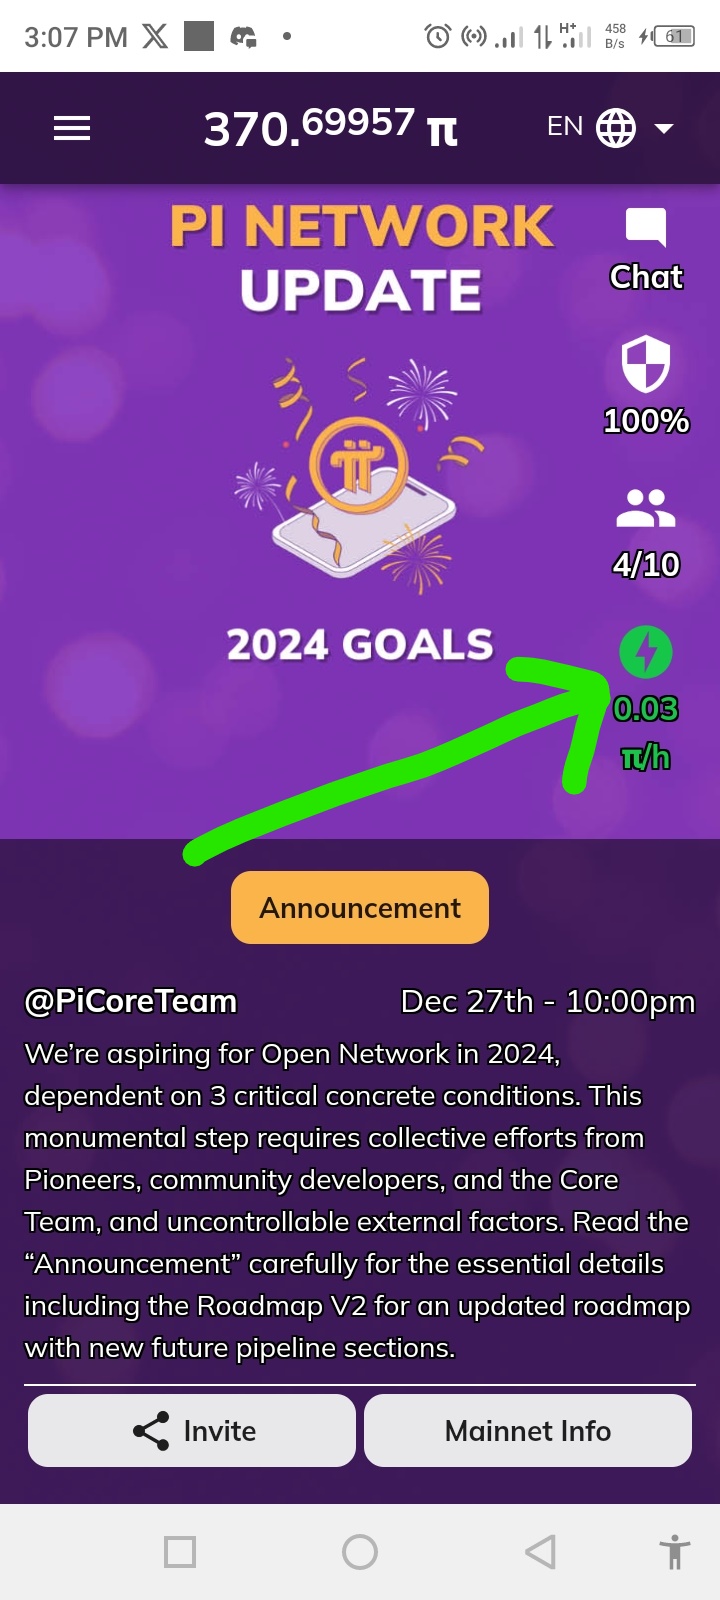 3:07 PM
H+
458
B/s
61
370.69957 π
EN
PI NETWORK
UPDATE
Chat
100%
4/10
2024 GOALS
0.03
π/h
Announcement
@PiCoreTeam Dec 27th - 10:00pm
We’re aspiring for Open Network in 2024,
dependent on 3 critical concrete conditions. This
monumental step requires collective efforts from
Pioneers, community developers, and the Core
Team, and uncontrollable external factors. Read the
“Announcement” carefully for the essential details
including the Roadmap V2 for an updated roadmap
with new future pipeline sections.
Invite
Mainnet Info